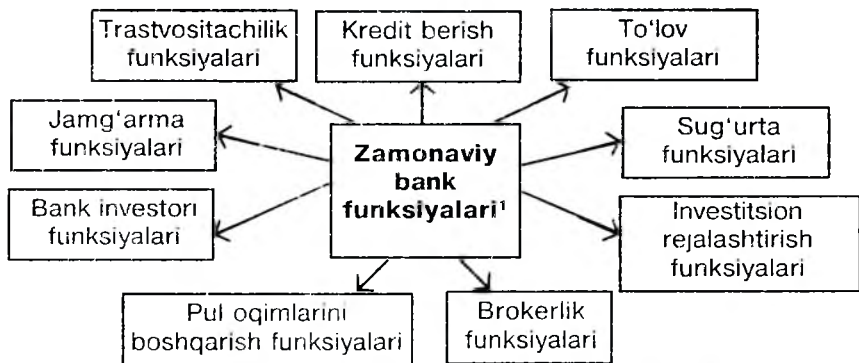 Trastvositachilik
funksiyalari
Kredit berish
funksiyalari
To‘lov
funksiyalari
Jamg‘arma
funksiyalari
Zamonaviy
bank
funksiyalari¹
Sug‘urta
funksiyalari
Bank investori
funksiyalari
Investitsion
rejalashtirish
funksiyalari
Pul oqimlarini
boshqarish funksiyalari
Brokerlik
funksiyalari